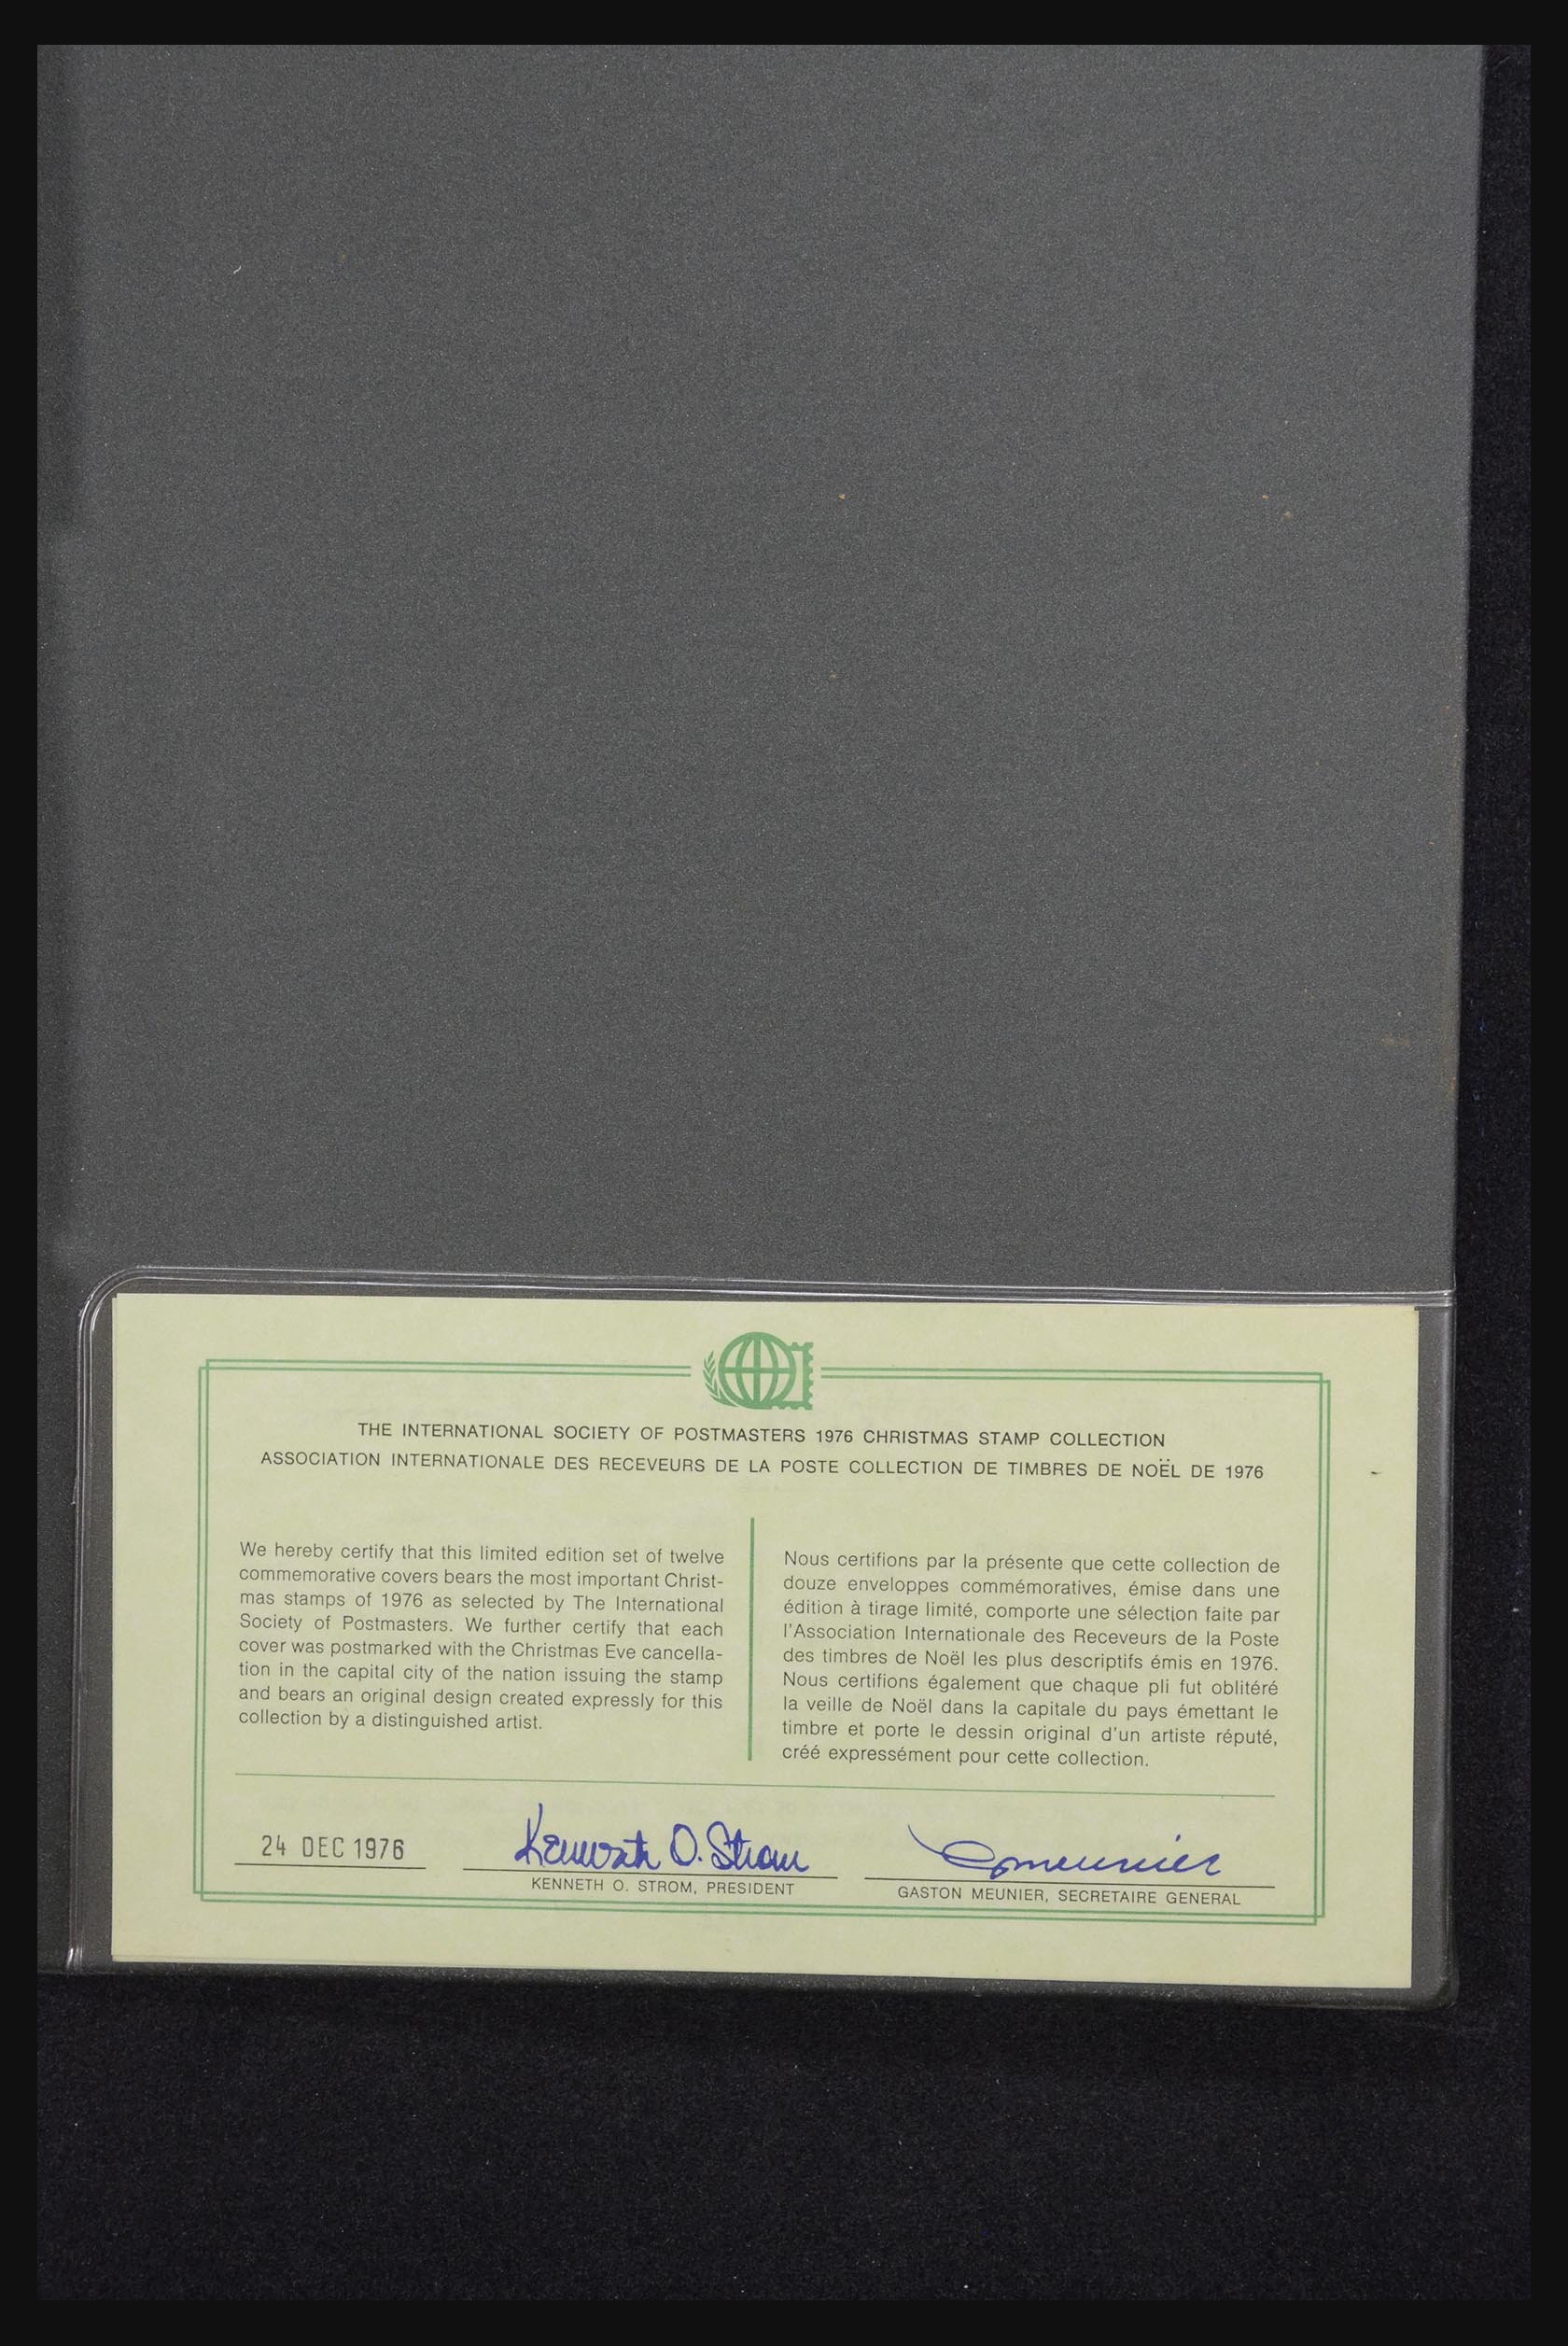 THE INTERNATIONAL SOCIETY OF POSTMASTERS 1976 CHRISTMAS STAMP COLLECTION
ASSOCIATION INTERNATIONALE DES RECEVEURS DE LA POSTE COLLECTION DE TIMBRES DE NOËL DE 1976
We hereby certify that this limited edition set of twelve
commemorative covers bears the most important Christ-
mas stamps of 1976 as selected by The International
Society of Postmasters. We further certify that each
cover was postmarked with the Christmas Eve cancella-
tion in the capital city of the nation issuing the stamp
and bears an original design created expressly for this
collection by a distinguished artist.
Nous certifions par la présente que cette collection de
douze enveloppes commémoratives, émise dans une
édition à tirage limité, comporte une sélection faite par
l'Association Internationale des Receveurs de la Poste
des timbres de Noël les plus descriptifs émis en 1976.
Nous certifions également que chaque pli fut oblitéré
la veille de Noël dans la capitale du pays émettant le
timbre et porte le dessin original d'un artiste réputé,
créé expressément pour cette collection.
24 DEC 1976
Kenneth O. Strom
KENNETH O. STROM, PRESIDENT
Gmeunier
GASTON MEUNIER, SECRETAIRE GENERAL